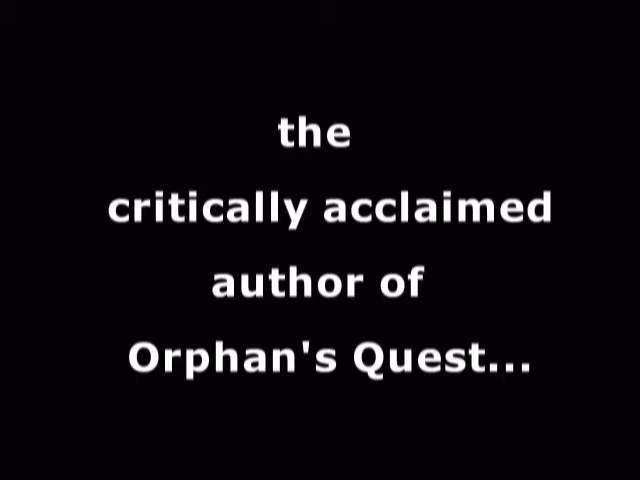 the
critically acclaimed
author of
Orphan's Quest...